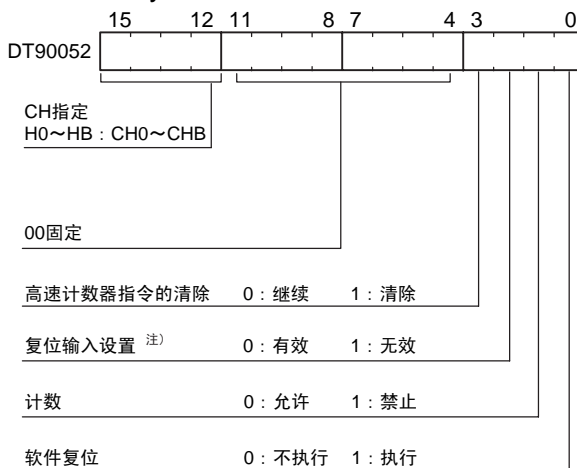 15 12 11 8 7 4 3 0
DT90052
CH指定
H0～HB：CH0～CHB
00固定
高速计数器指令的清除 0：继续 1：清除
复位输入设置 注） 0：有效 1：无效
计数 0：允许 1：禁止
软件复位 0：不执行 1：执行